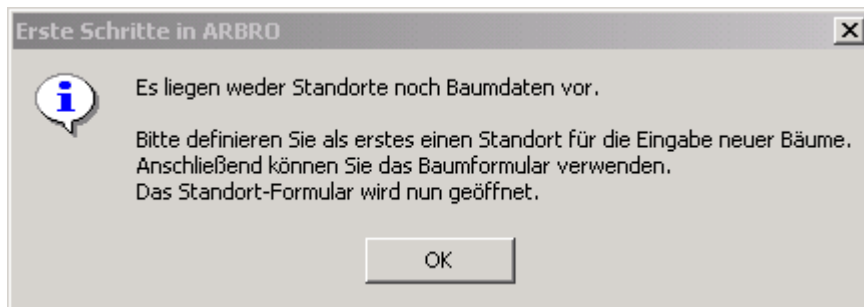 Erste Schritte in ARBRO
Es liegen weder Standorte noch Baumdaten vor.
Bitte definieren Sie als erstes einen Standort für die Eingabe neuer Bäume.
Anschließend können Sie das Baumformular verwenden.
Das Standort-Formular wird nun geöffnet.
OK